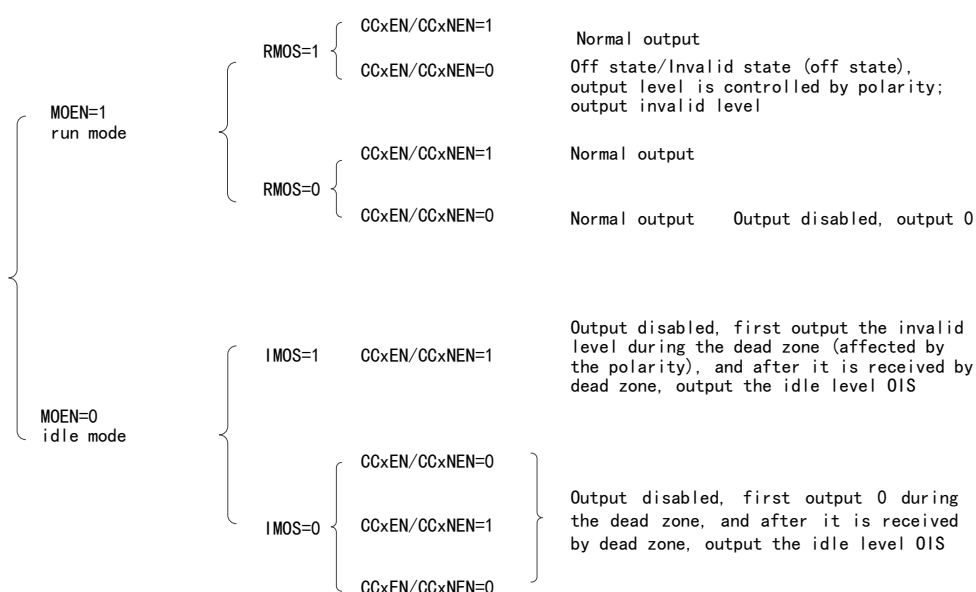 CCxEN/CCxNEN=1
Normal output
RMOS=1
CCxEN/CCxNEN=0
Off state/Invalid state (off state),
output level is controlled by polarity;
output invalid level
MOEN=1
run mode
CCxEN/CCxNEN=1
Normal output
RMOS=0
CCxEN/CCxNEN=0
Normal output Output disabled, output 0
IMOS=1
CCxEN/CCxNEN=1
Output disabled, first output the invalid
level during the dead zone (affected by
the polarity), and after it is received by
dead zone, output the idle level OIS
MOEN=0
idle mode
CCxEN/CCxNEN=0
IMOS=0
CCxEN/CCxNEN=1
Output disabled, first output 0 during
the dead zone, and after it is received
by dead zone, output the idle level OIS
CCxEN/CCxNEN=0